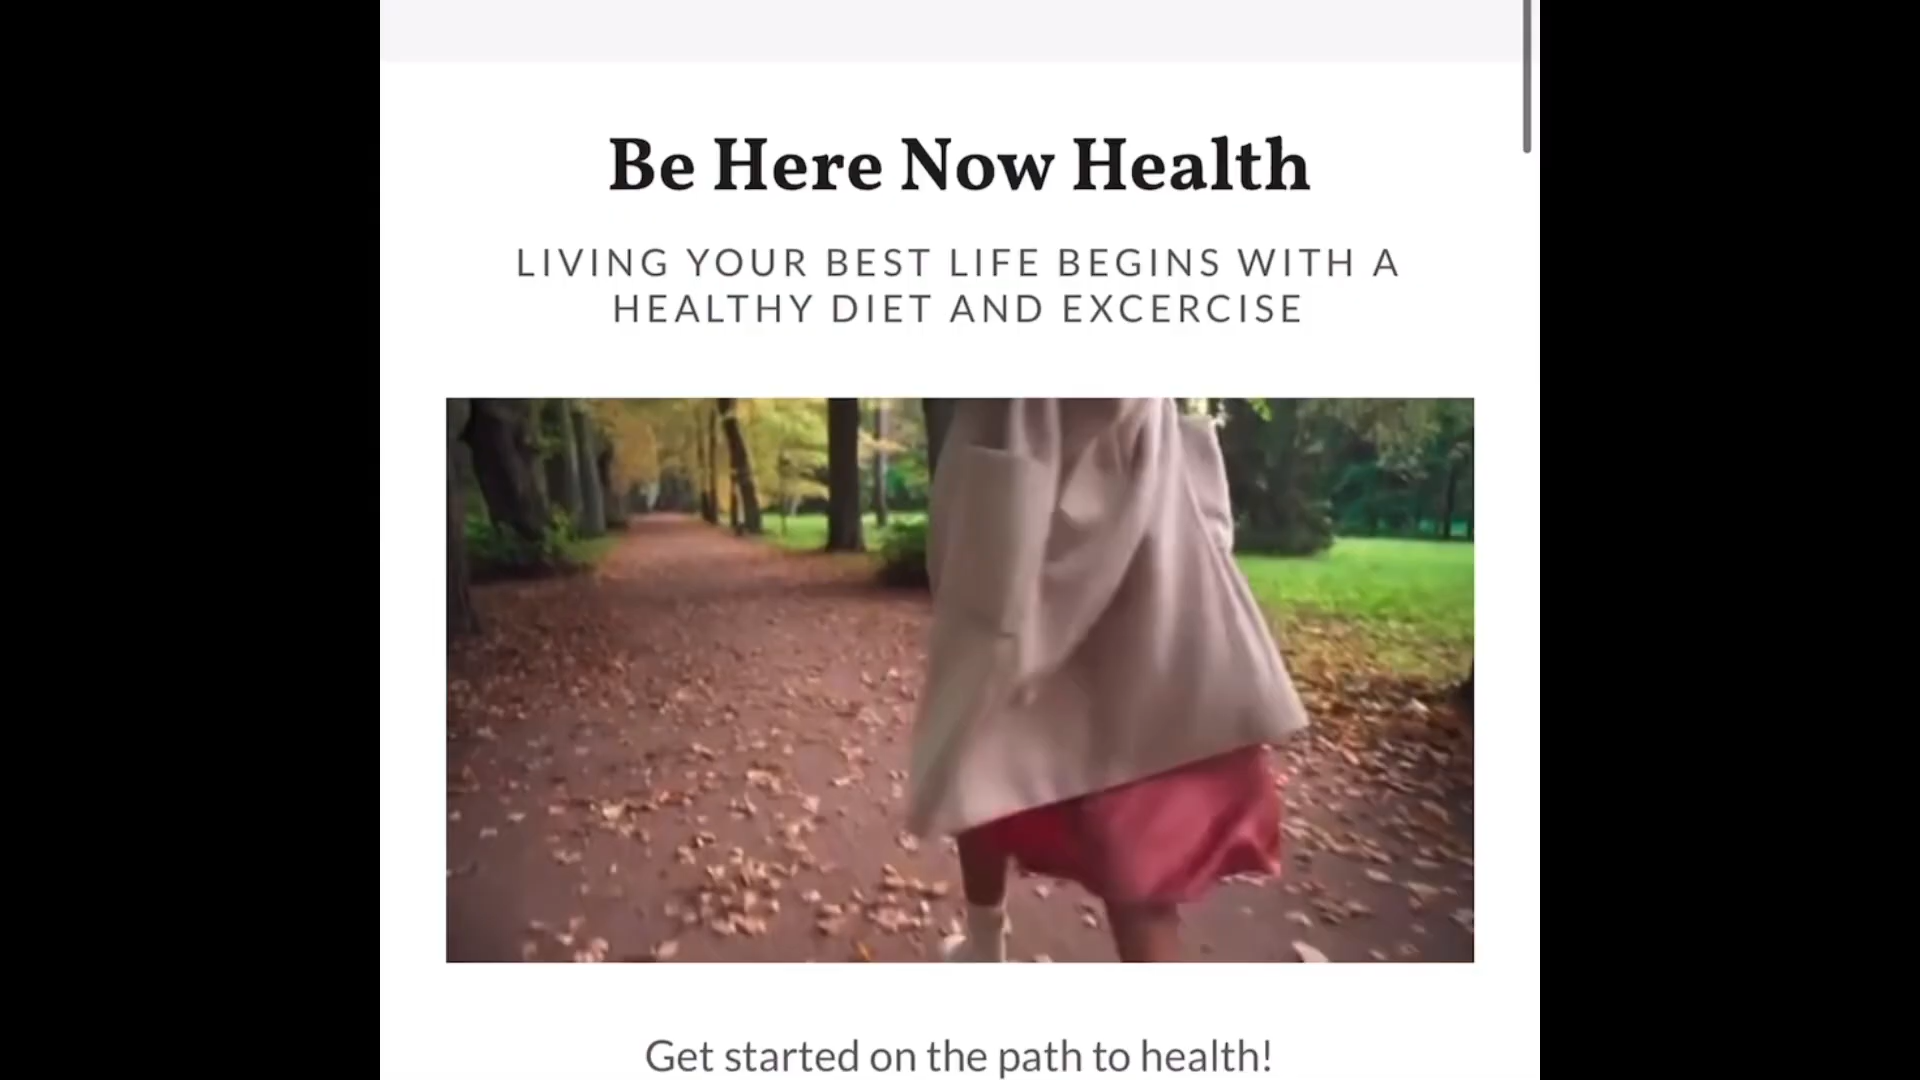 Be Here Now Health
LIVING YOUR BEST LIFE BEGINS WITH A
HEALTHY DIET AND EXCERCISE
Get started on the path to health!